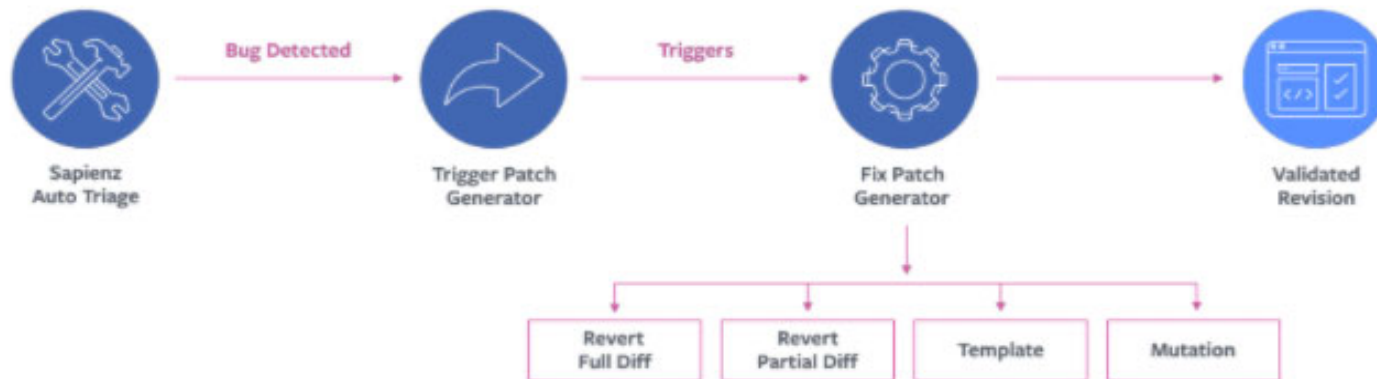 Bug Detected
Triggers
Sapienz
Auto Triage
Trigger Patch
Generator
Fix Patch
Generator
Validated
Revision
Revert
Full Diff
Revert
Partial Diff
Template
Mutation